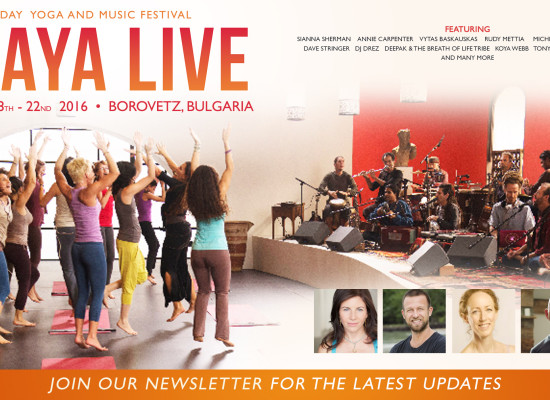 DAY YOGA AND MUSIC FESTIVAL
AYA LIVE
TH - 22ND 2016 • BOROVETZ, BULGARIA
FEATURING
SIANNA SHERMAN ANNIE CARPENTER VYTAS BASKAUSKAS RUDY METTIA MICH
DAVE STRINGER DJ DREZ DEEPAK & THE BREATH OF LIFE TRIBE KOYA WEBB TONY
AND MANY MORE
JOIN OUR NEWSLETTER FOR THE LATEST UPDATES